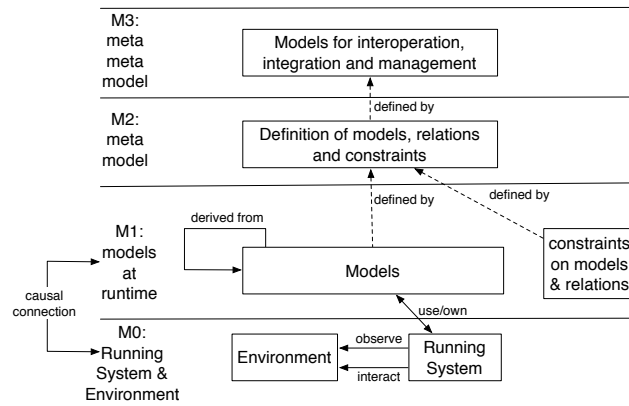 M3:
meta
meta
model
Models for interoperation,
integration and management
defined by
M2:
meta
model
Definition of models, relations
and constraints
defined by
defined by
M1:
models
at
runtime
derived from
Models
constraints
on models
& relations
causal
connection
use/own
M0:
Running
System &
Environment
Environment
observe
interact
Running
System